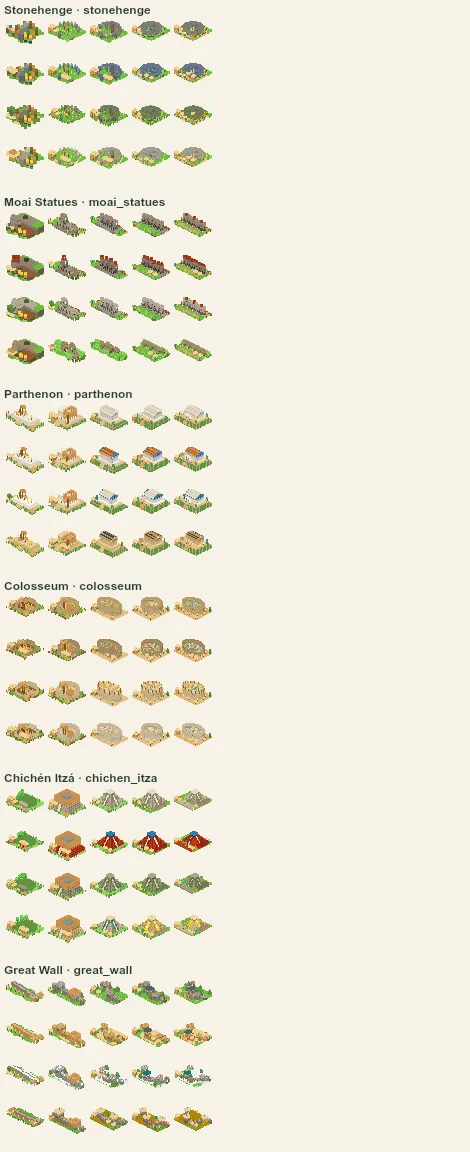 Stonehenge · stonehenge
Moai Statues · moai_statues
Parthenon · parthenon
Colosseum · colosseum
Chichén Itzá · chichen_itza
Great Wall · great_wall